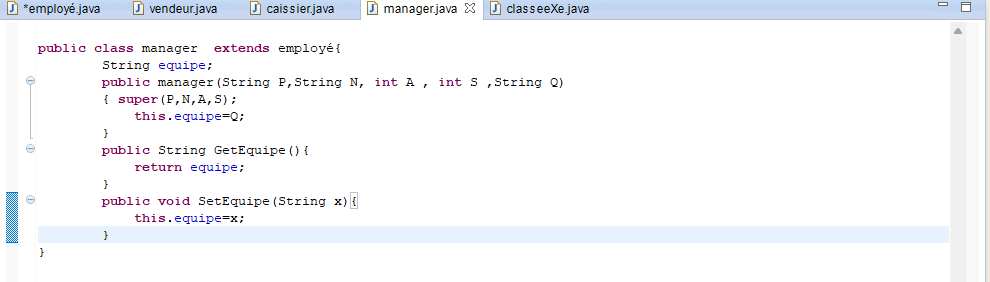 *employé.java vendeur.java caissier.java manager.java classeeXe.java
public class manager  extends employé{
String equipe;
public manager(String P,String N, int A , int S ,String Q)
{ super(P,N,A,S);
this.equipe=Q;
}
public String GetEquipe(){
return equipe;
}
public void SetEquipe(String x){
this.equipe=x;
}
}